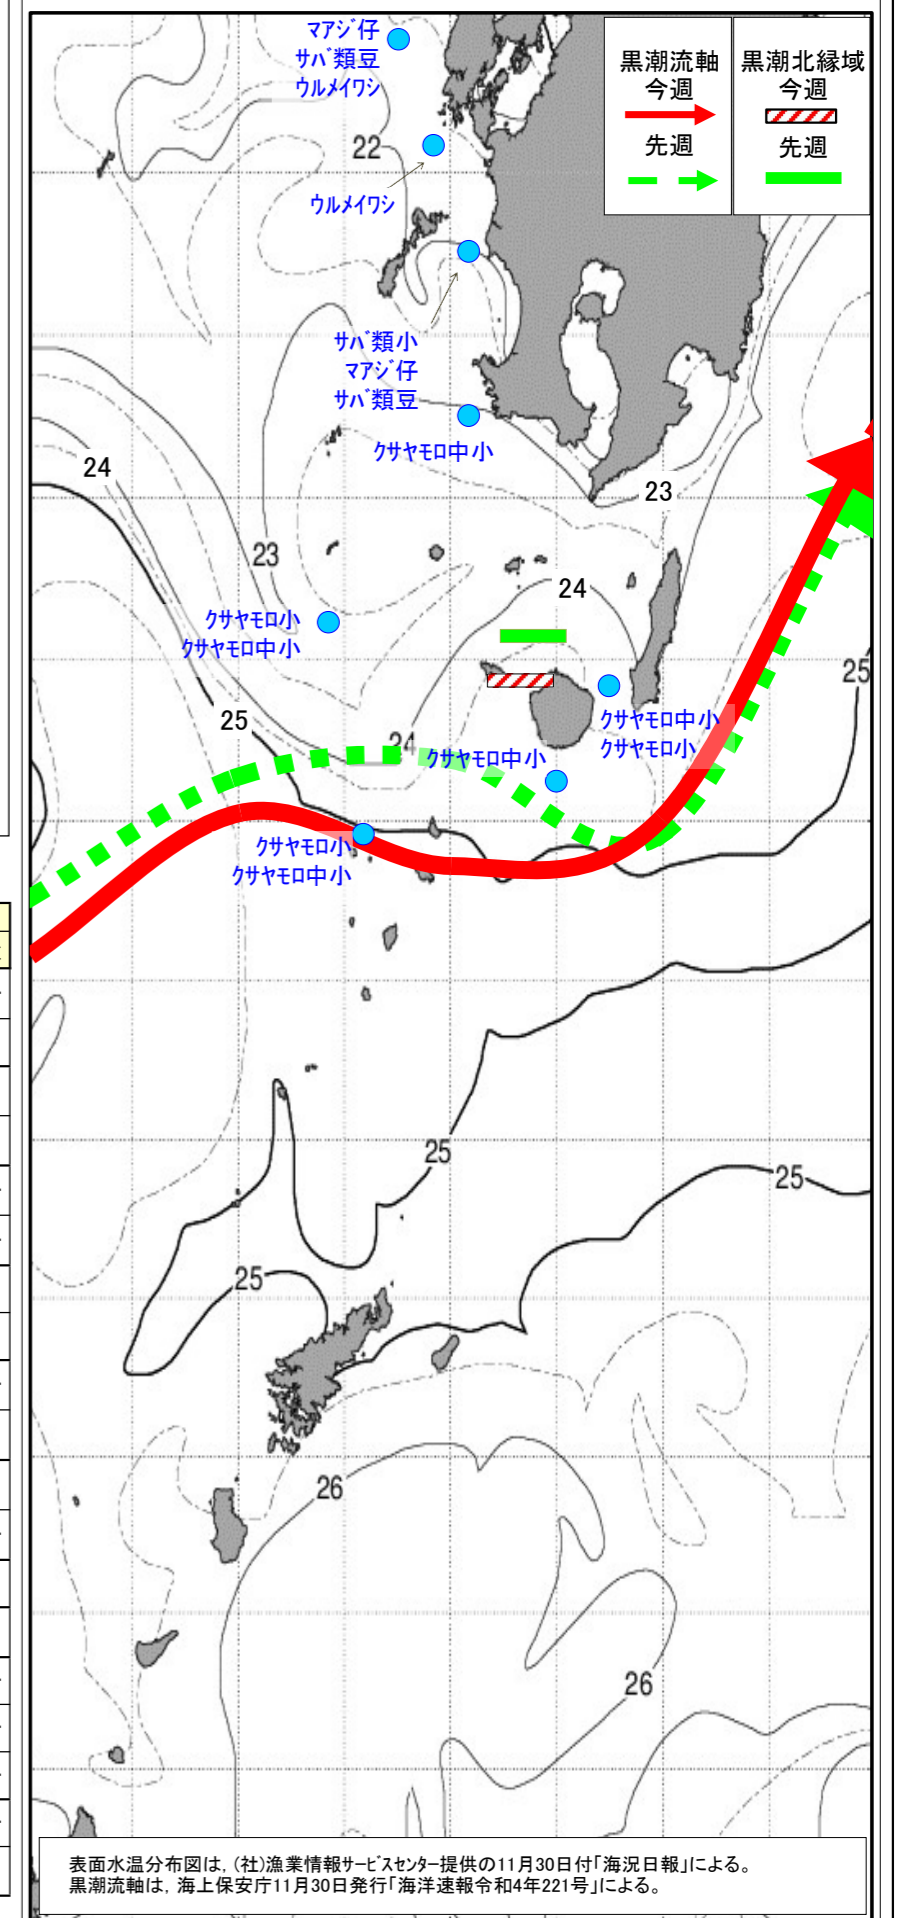 マアジ仔
サバ類豆
ウルメイワシ
黒潮流軸
今週
先週
黒潮北縁域
今週
先週
22
ウルメイワシ
サバ類小
マアジ仔
サバ類豆
クサヤモロ中小
24
23
23
24
クサヤモロ小
クサヤモロ中小
25
25
クサヤモロ中小
クサヤモロ小
24
クサヤモロ中小
クサヤモロ小
クサヤモロ中小
25
25
25
26
26
表面水温分布図は，(社)漁業情報サービスセンター提供の11月30日付「海況日報」による。
黒潮流軸は，海上保安庁11月30日発行「海洋速報令和4年221号」による。